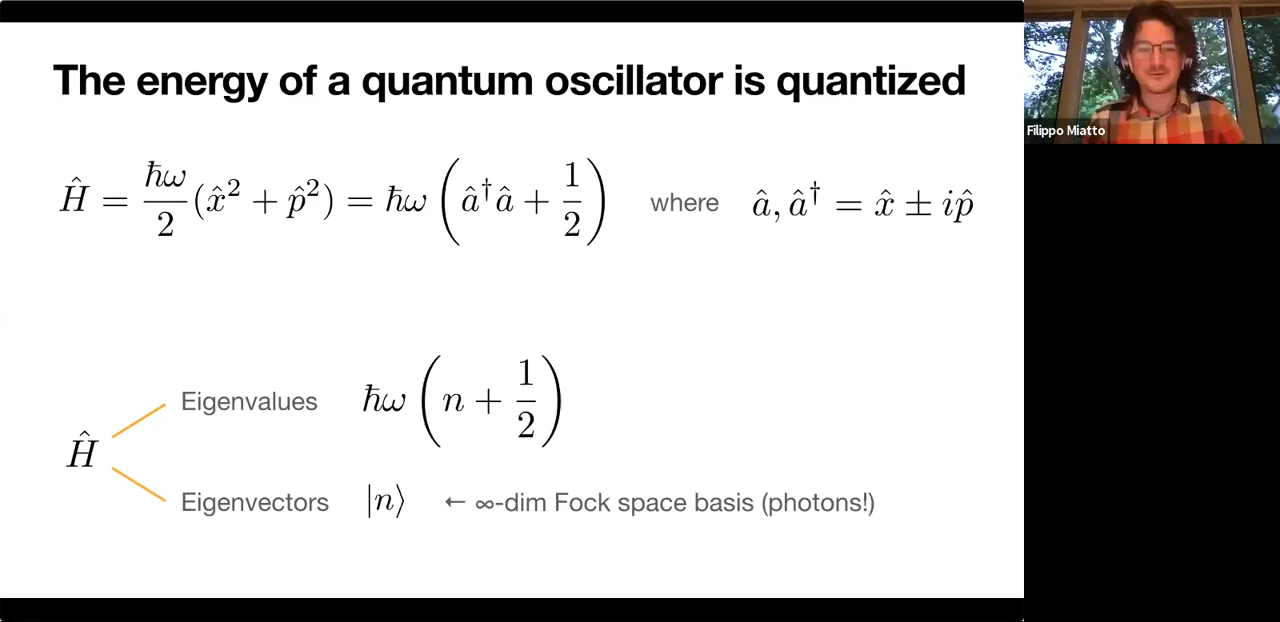 The energy of a quantum oscillator is quantized
Ĥ = ħω/2 (x̂² + p̂²) = ħω (â†â + 1/2) where â, â† = x̂ ± ip̂
Eigenvalues ħω (n + 1/2)
Ĥ
Eigenvectors |n⟩ ← ∞-dim Fock space basis (photons!)
Filippo Miatto